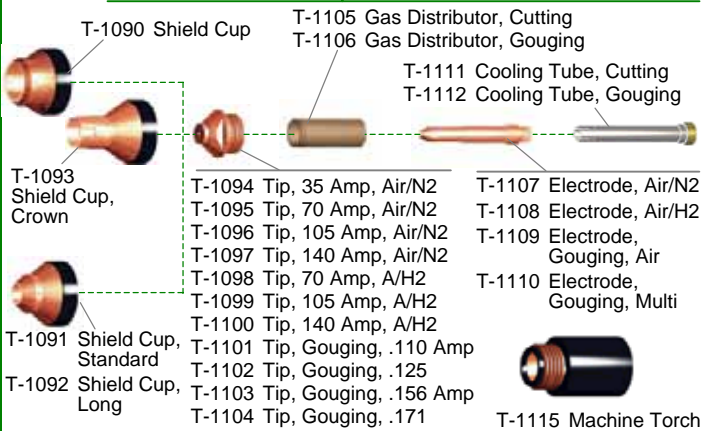 T-1090 Shield Cup
T-1105 Gas Distributor, Cutting
T-1106 Gas Distributor, Gouging
T-1111 Cooling Tube, Cutting
T-1112 Cooling Tube, Gouging
T-1093
Shield Cup,
Crown
T-1094 Tip, 35 Amp, Air/N2
T-1095 Tip, 70 Amp, Air/N2
T-1096 Tip, 105 Amp, Air/N2
T-1097 Tip, 140 Amp, Air/N2
T-1098 Tip, 70 Amp, A/H2
T-1099 Tip, 105 Amp, A/H2
T-1100 Tip, 140 Amp, A/H2
T-1101 Tip, Gouging, .110 Amp
T-1102 Tip, Gouging, .125
T-1103 Tip, Gouging, .156 Amp
T-1104 Tip, Gouging, .171
T-1107 Electrode, Air/N2
T-1108 Electrode, Air/H2
T-1109 Electrode,
Gouging, Air
T-1110 Electrode,
Gouging, Multi
T-1091 Shield Cup,
Standard
T-1092 Shield Cup,
Long
T-1115 Machine Torch